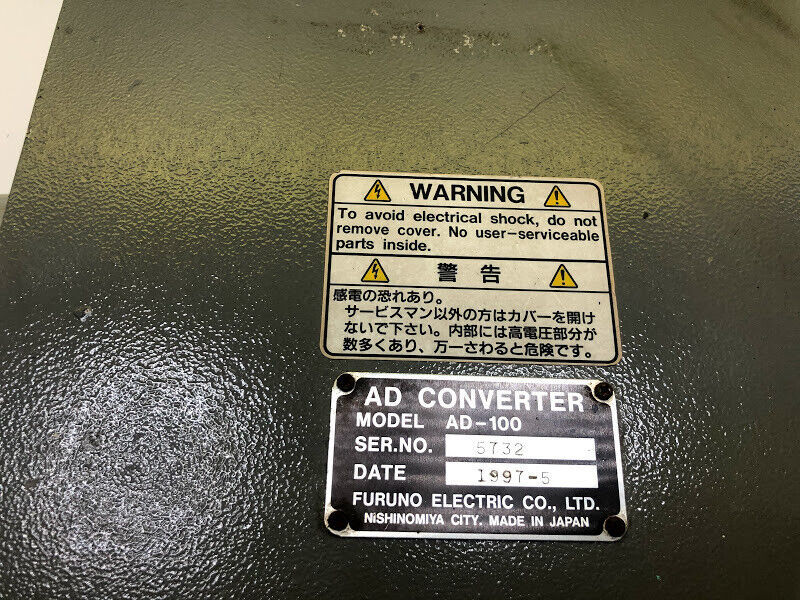 WARNING
To avoid electrical shock, do not
remove cover. No user-serviceable
parts inside.
警告
感電の恐れあり。
サービスマン以外の方はカバーを開け
ないで下さい。内部には高電圧部分が
数多くあり、万一さわると危険です。
AD CONVERTER
MODEL AD-100
SER.NO. 5732
DATE 1997-5
FURUNO ELECTRIC CO., LTD.
NISHINOMIYA CITY. MADE IN JAPAN